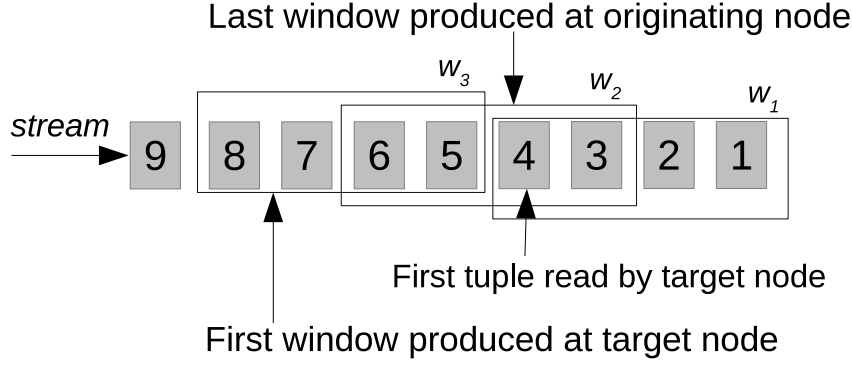 Last window produced at originating node
w3 w2 w1
stream
9 8 7 6 5 4 3 2 1
First tuple read by target node
First window produced at target node